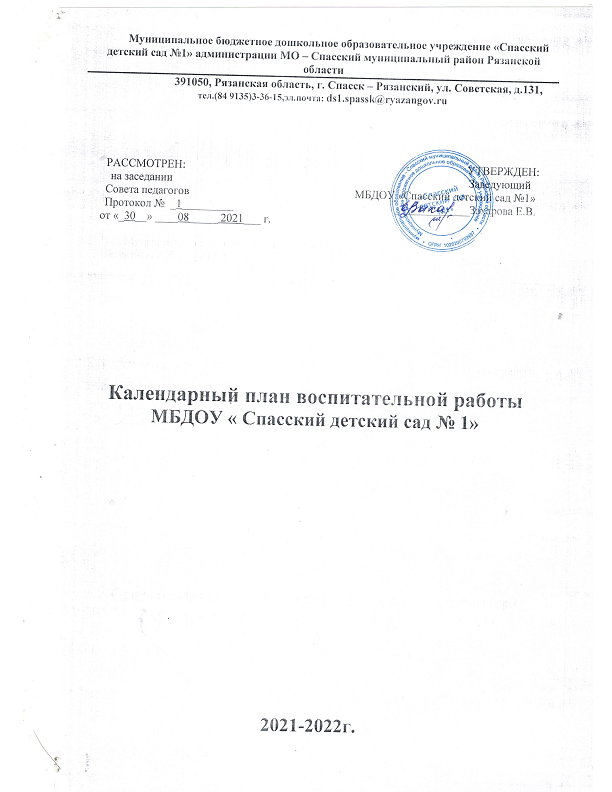 Муниципальное бюджетное дошкольное образовательное учреждение «Спасский
детский сад №1» администрации МО – Спасский муниципальный район Рязанской
области
391050, Рязанская область, г. Спасск – Рязанский, ул. Советская, д.131,
тел.(84 9135)3-36-15,эл.почта: ds1.spassk@ryazangov.ru
РАССМОТРЕН:
на заседании
Совета педагогов
Протокол № 1
от « 30 » 08 2021 г.
УТВЕРЖДЕН:
Заведующий
МБДОУ «Спасский детский сад №1»
Е.В.
Календарный план воспитательной работы
МБДОУ « Спасский детский сад № 1»
2021-2022г.